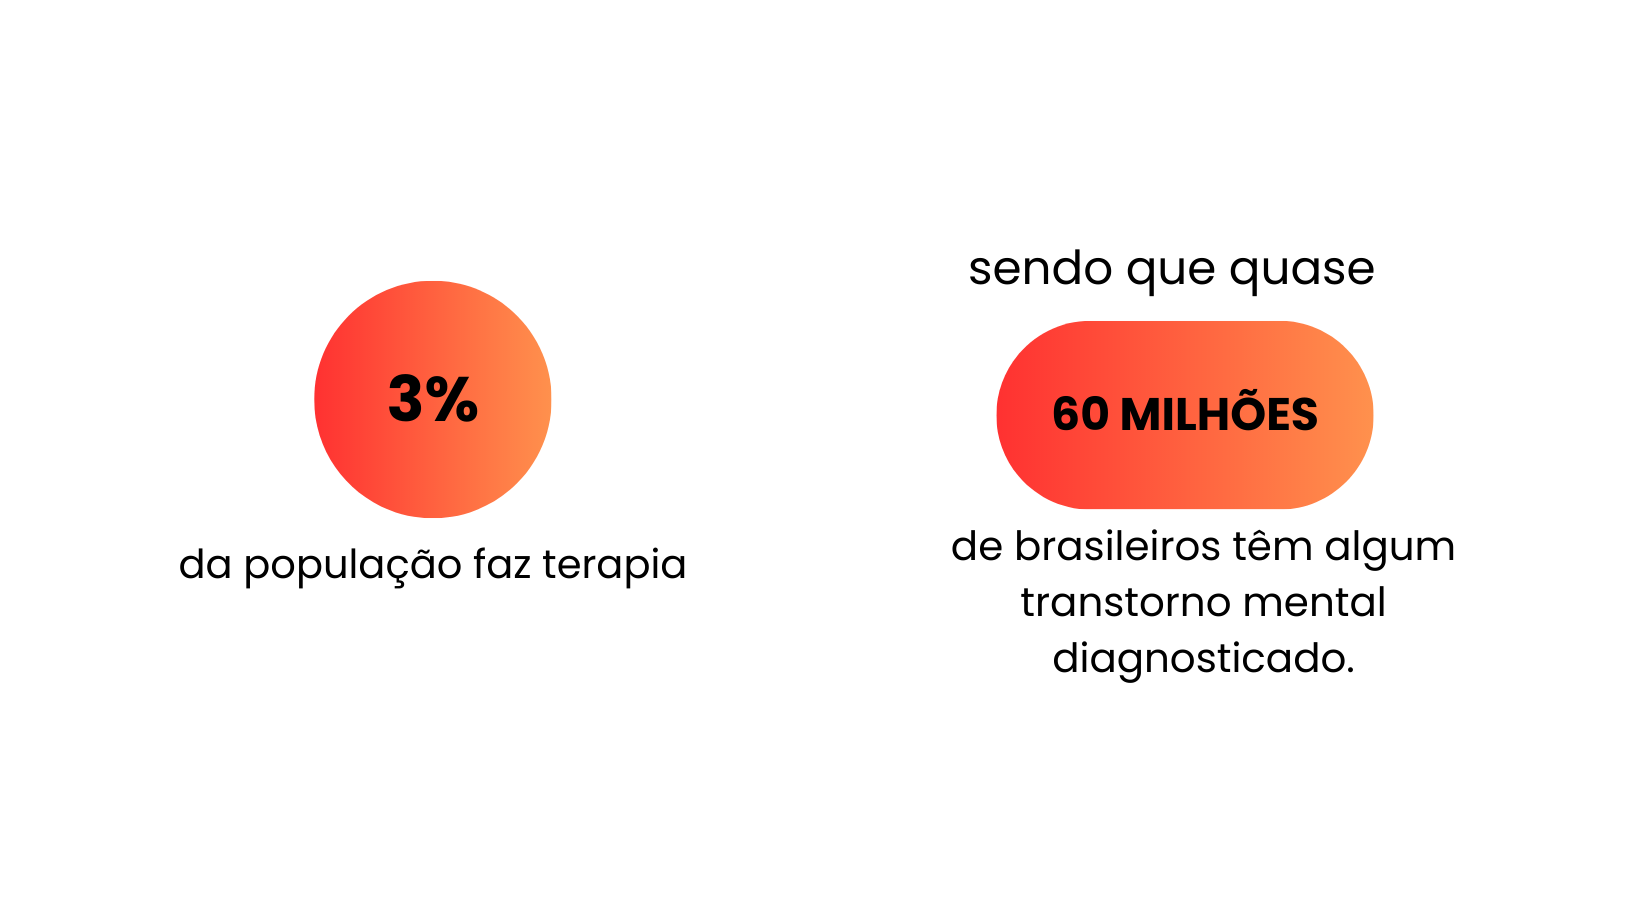 3%
da população faz terapia
sendo que quase
60 MILHÕES
de brasileiros têm algum
transtorno mental
diagnosticado.